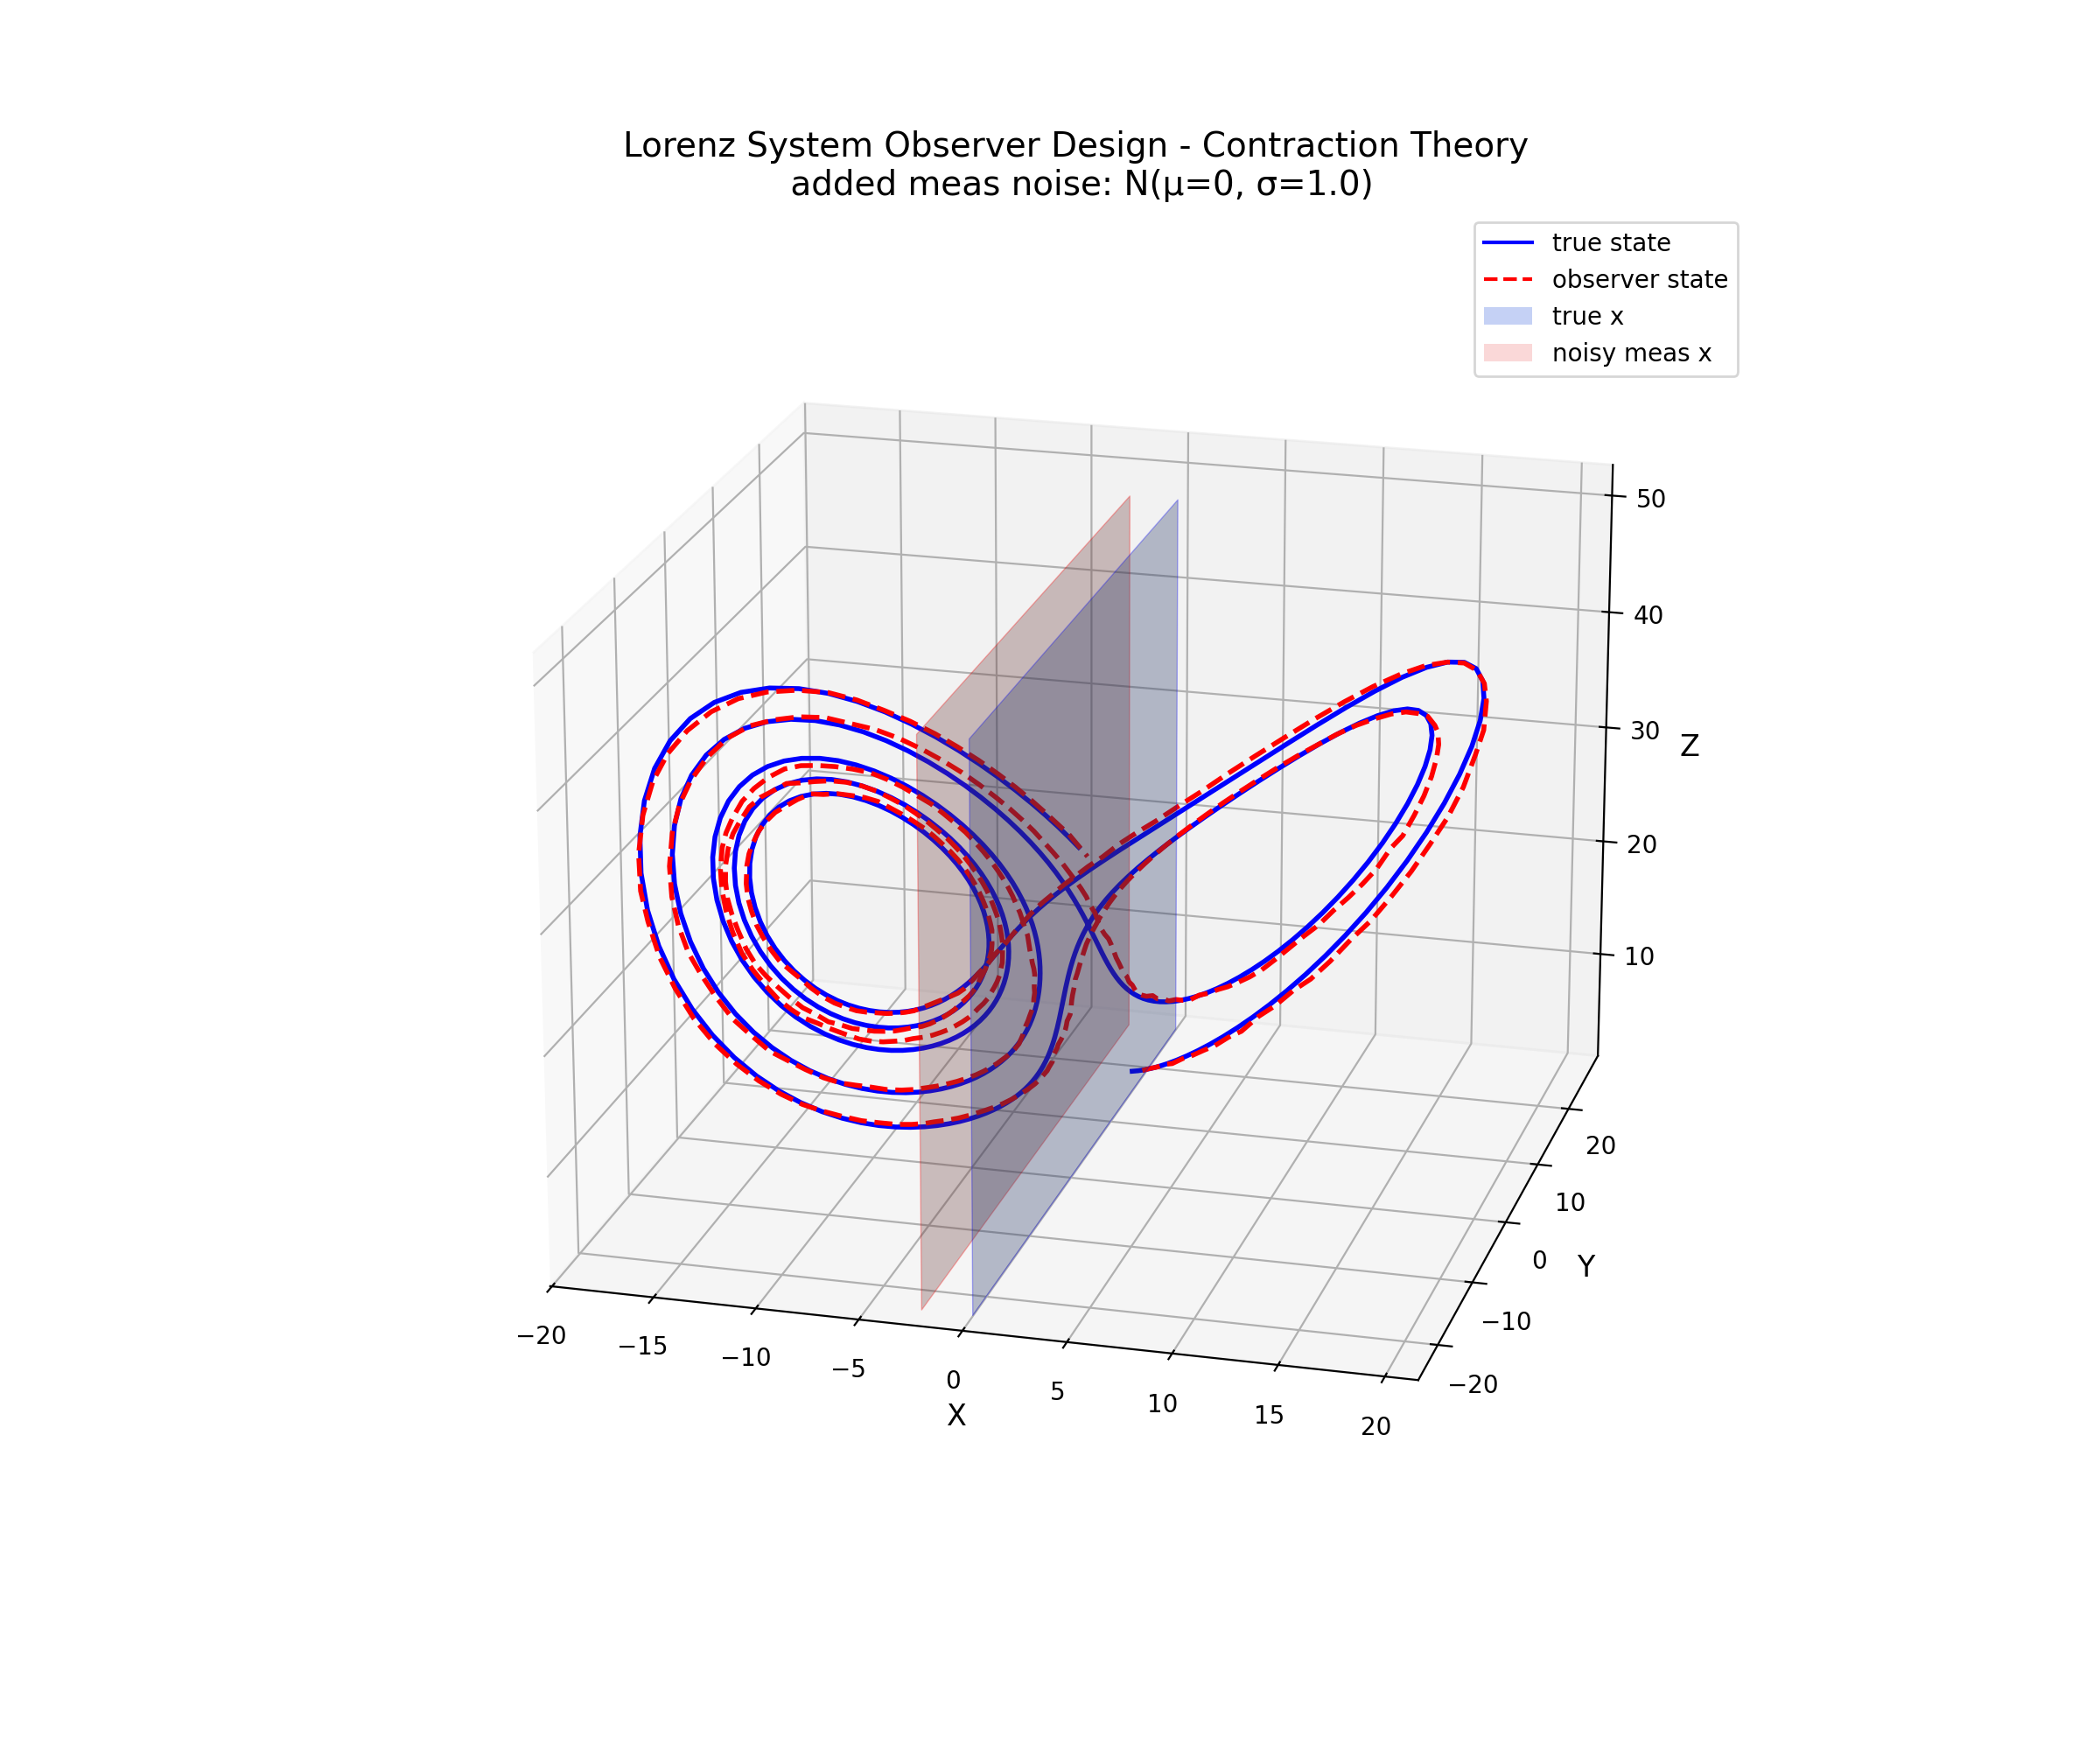 Lorenz System Observer Design - Contraction Theory
added meas noise: N(μ=0, σ=1.0)
true state
observer state
true x
noisy meas x
50
40
30
Z
20
10
20
10
0
Y
−10
−20
−20
−15
−10
−5
0
5
10
15
20
X